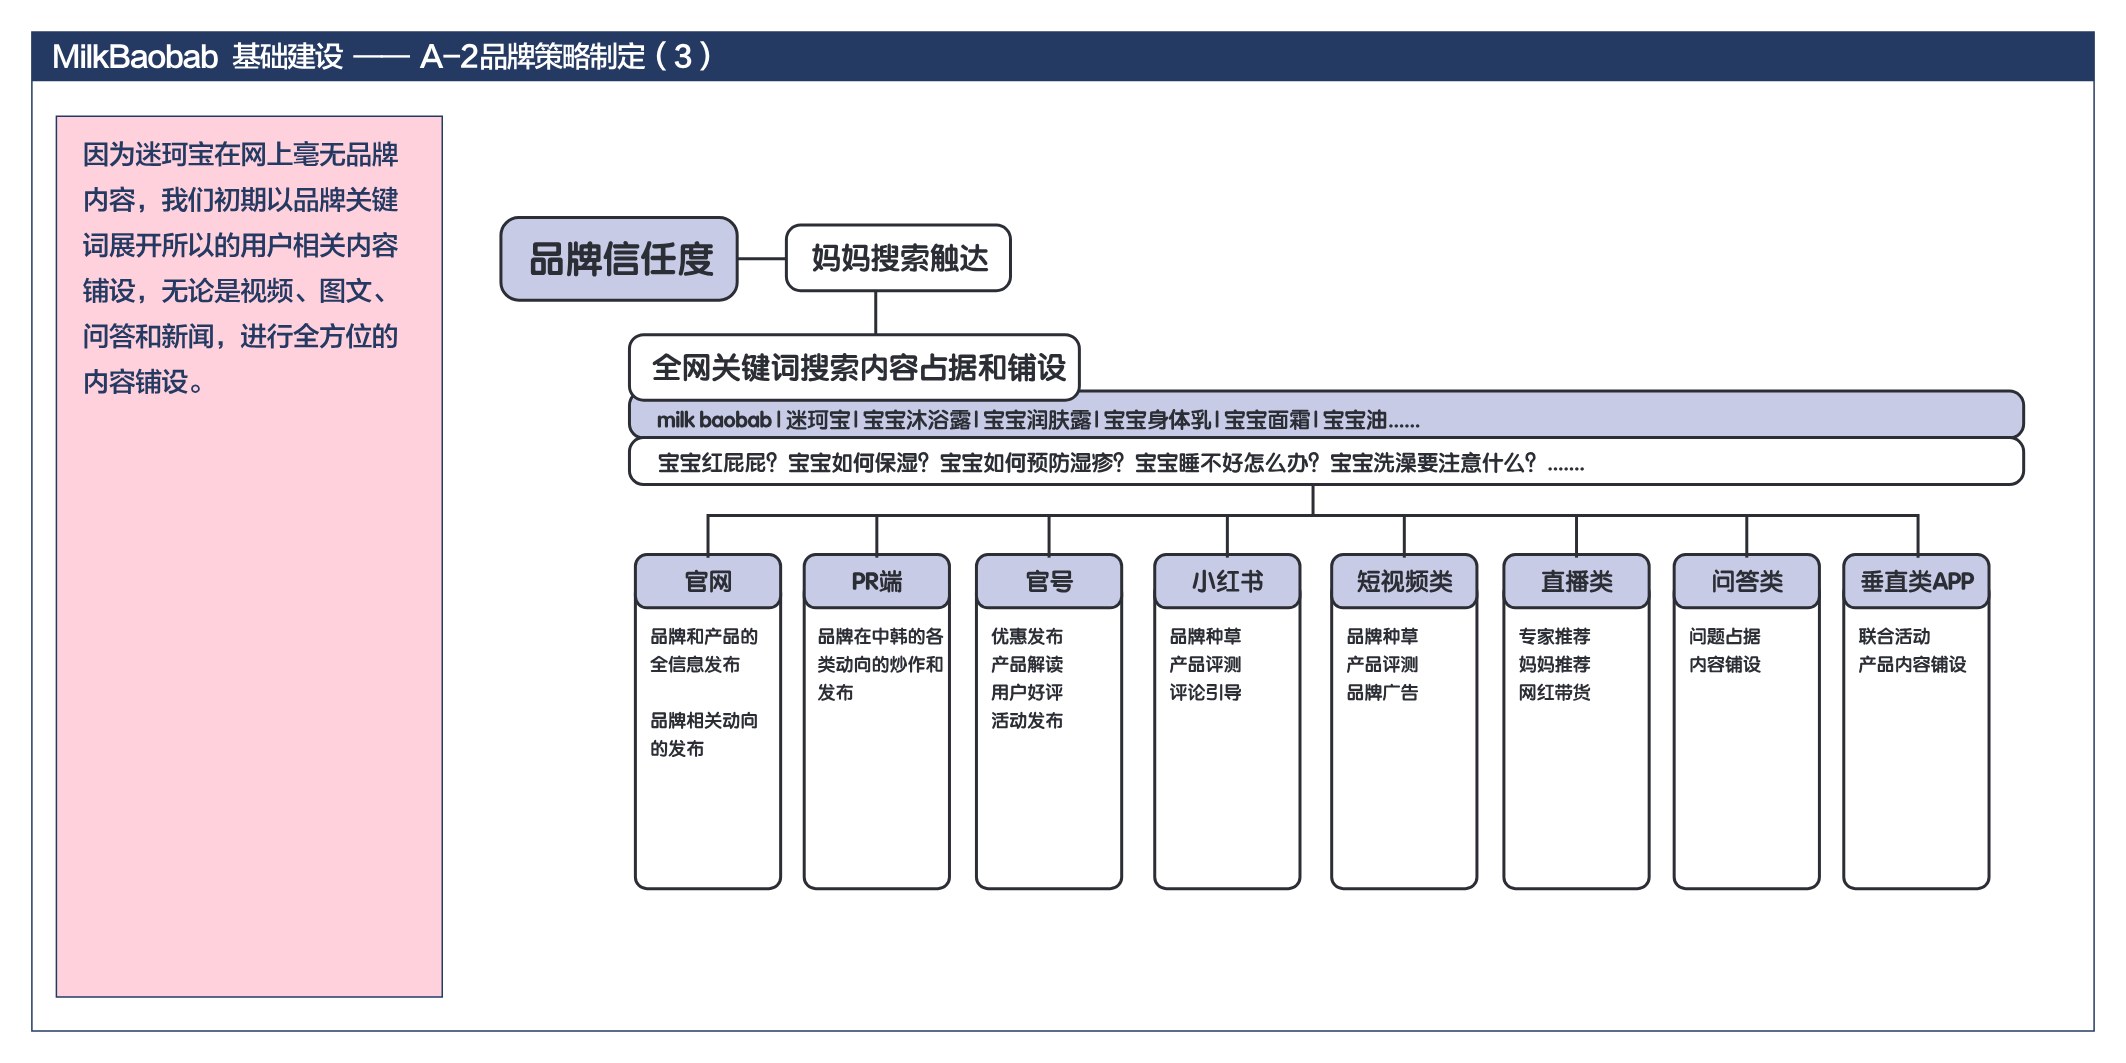 MilkBaobab 基础建设 —— A-2品牌策略制定（3）
因为迷珂宝在网上毫无品牌
内容，我们初期以品牌关键
词展开所以的用户相关内容
铺设，无论是视频、图文、
问答和新闻，进行全方位的
内容铺设。
品牌信任度
妈妈搜索触达
全网关键词搜索内容占据和铺设
milk baobab | 迷珂宝 | 宝宝沐浴露 | 宝宝润肤露 | 宝宝身体乳 | 宝宝面霜 | 宝宝油......
宝宝红屁屁？宝宝如何保湿？宝宝如何预防湿疹？宝宝睡不好怎么办？宝宝洗澡要注意什么？.......
官网
品牌和产品的
全信息发布
品牌相关动向
的发布
PR端
品牌在中韩的各
类动向的炒作和
发布
官号
优惠发布
产品解读
用户好评
活动发布
小红书
品牌种草
产品评测
评论引导
短视频类
品牌种草
产品评测
品牌广告
直播类
专家推荐
妈妈推荐
网红带货
问答类
问题占据
内容铺设
垂直类APP
联合活动
产品内容铺设